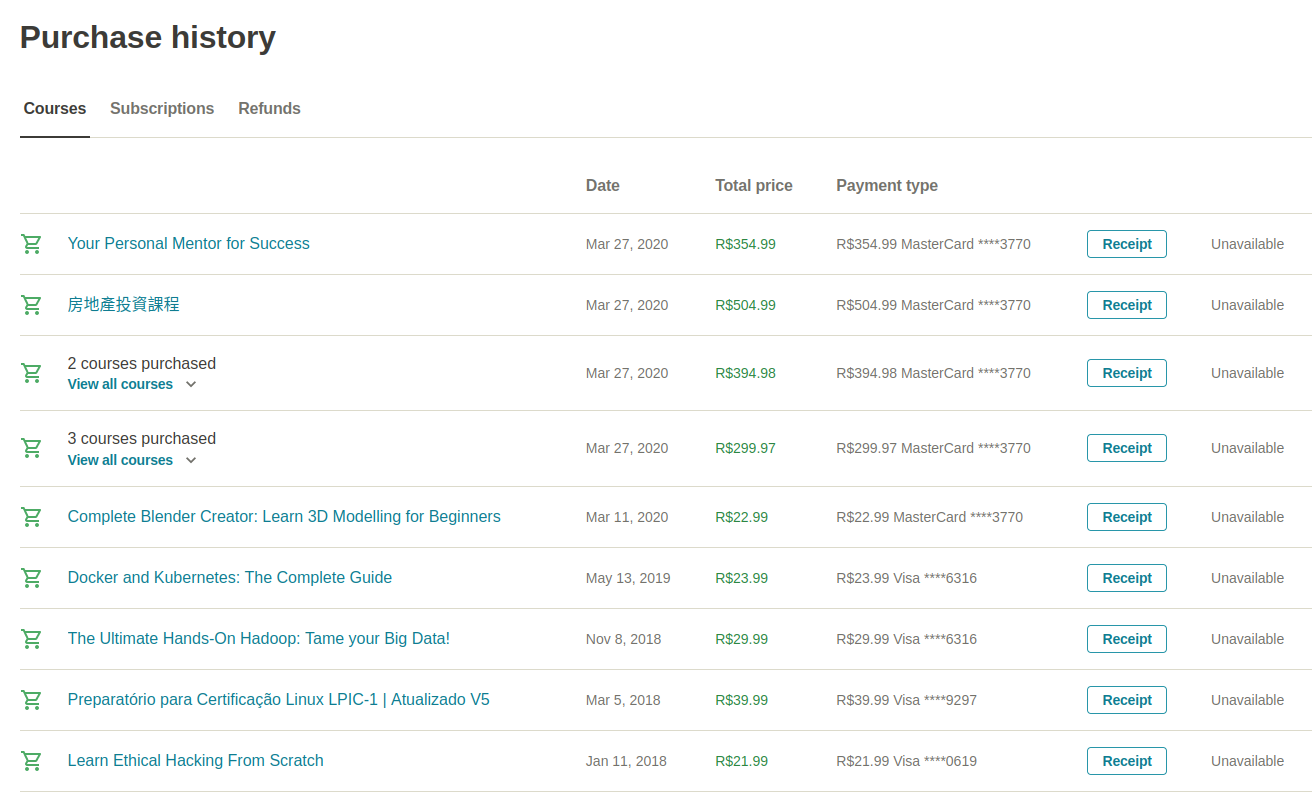 Purchase history
Courses Subscriptions Refunds
Date Total price Payment type
Your Personal Mentor for Success Mar 27, 2020 R$354.99 R$354.99 MasterCard ****3770 Receipt Unavailable
房地產投資課程 Mar 27, 2020 R$504.99 R$504.99 MasterCard ****3770 Receipt Unavailable
2 courses purchased
View all courses
Mar 27, 2020 R$394.98 R$394.98 MasterCard ****3770 Receipt Unavailable
3 courses purchased
View all courses
Mar 27, 2020 R$299.97 R$299.97 MasterCard ****3770 Receipt Unavailable
Complete Blender Creator: Learn 3D Modelling for Beginners Mar 11, 2020 R$22.99 R$22.99 MasterCard ****3770 Receipt Unavailable
Docker and Kubernetes: The Complete Guide May 13, 2019 R$23.99 R$23.99 Visa ****6316 Receipt Unavailable
The Ultimate Hands-On Hadoop: Tame your Big Data! Nov 8, 2018 R$29.99 R$29.99 Visa ****6316 Receipt Unavailable
Preparatório para Certificação Linux LPIC-1 | Atualizado V5 Mar 5, 2018 R$39.99 R$39.99 Visa ****9297 Receipt Unavailable
Learn Ethical Hacking From Scratch Jan 11, 2018 R$21.99 R$21.99 Visa ****0619 Receipt Unavailable